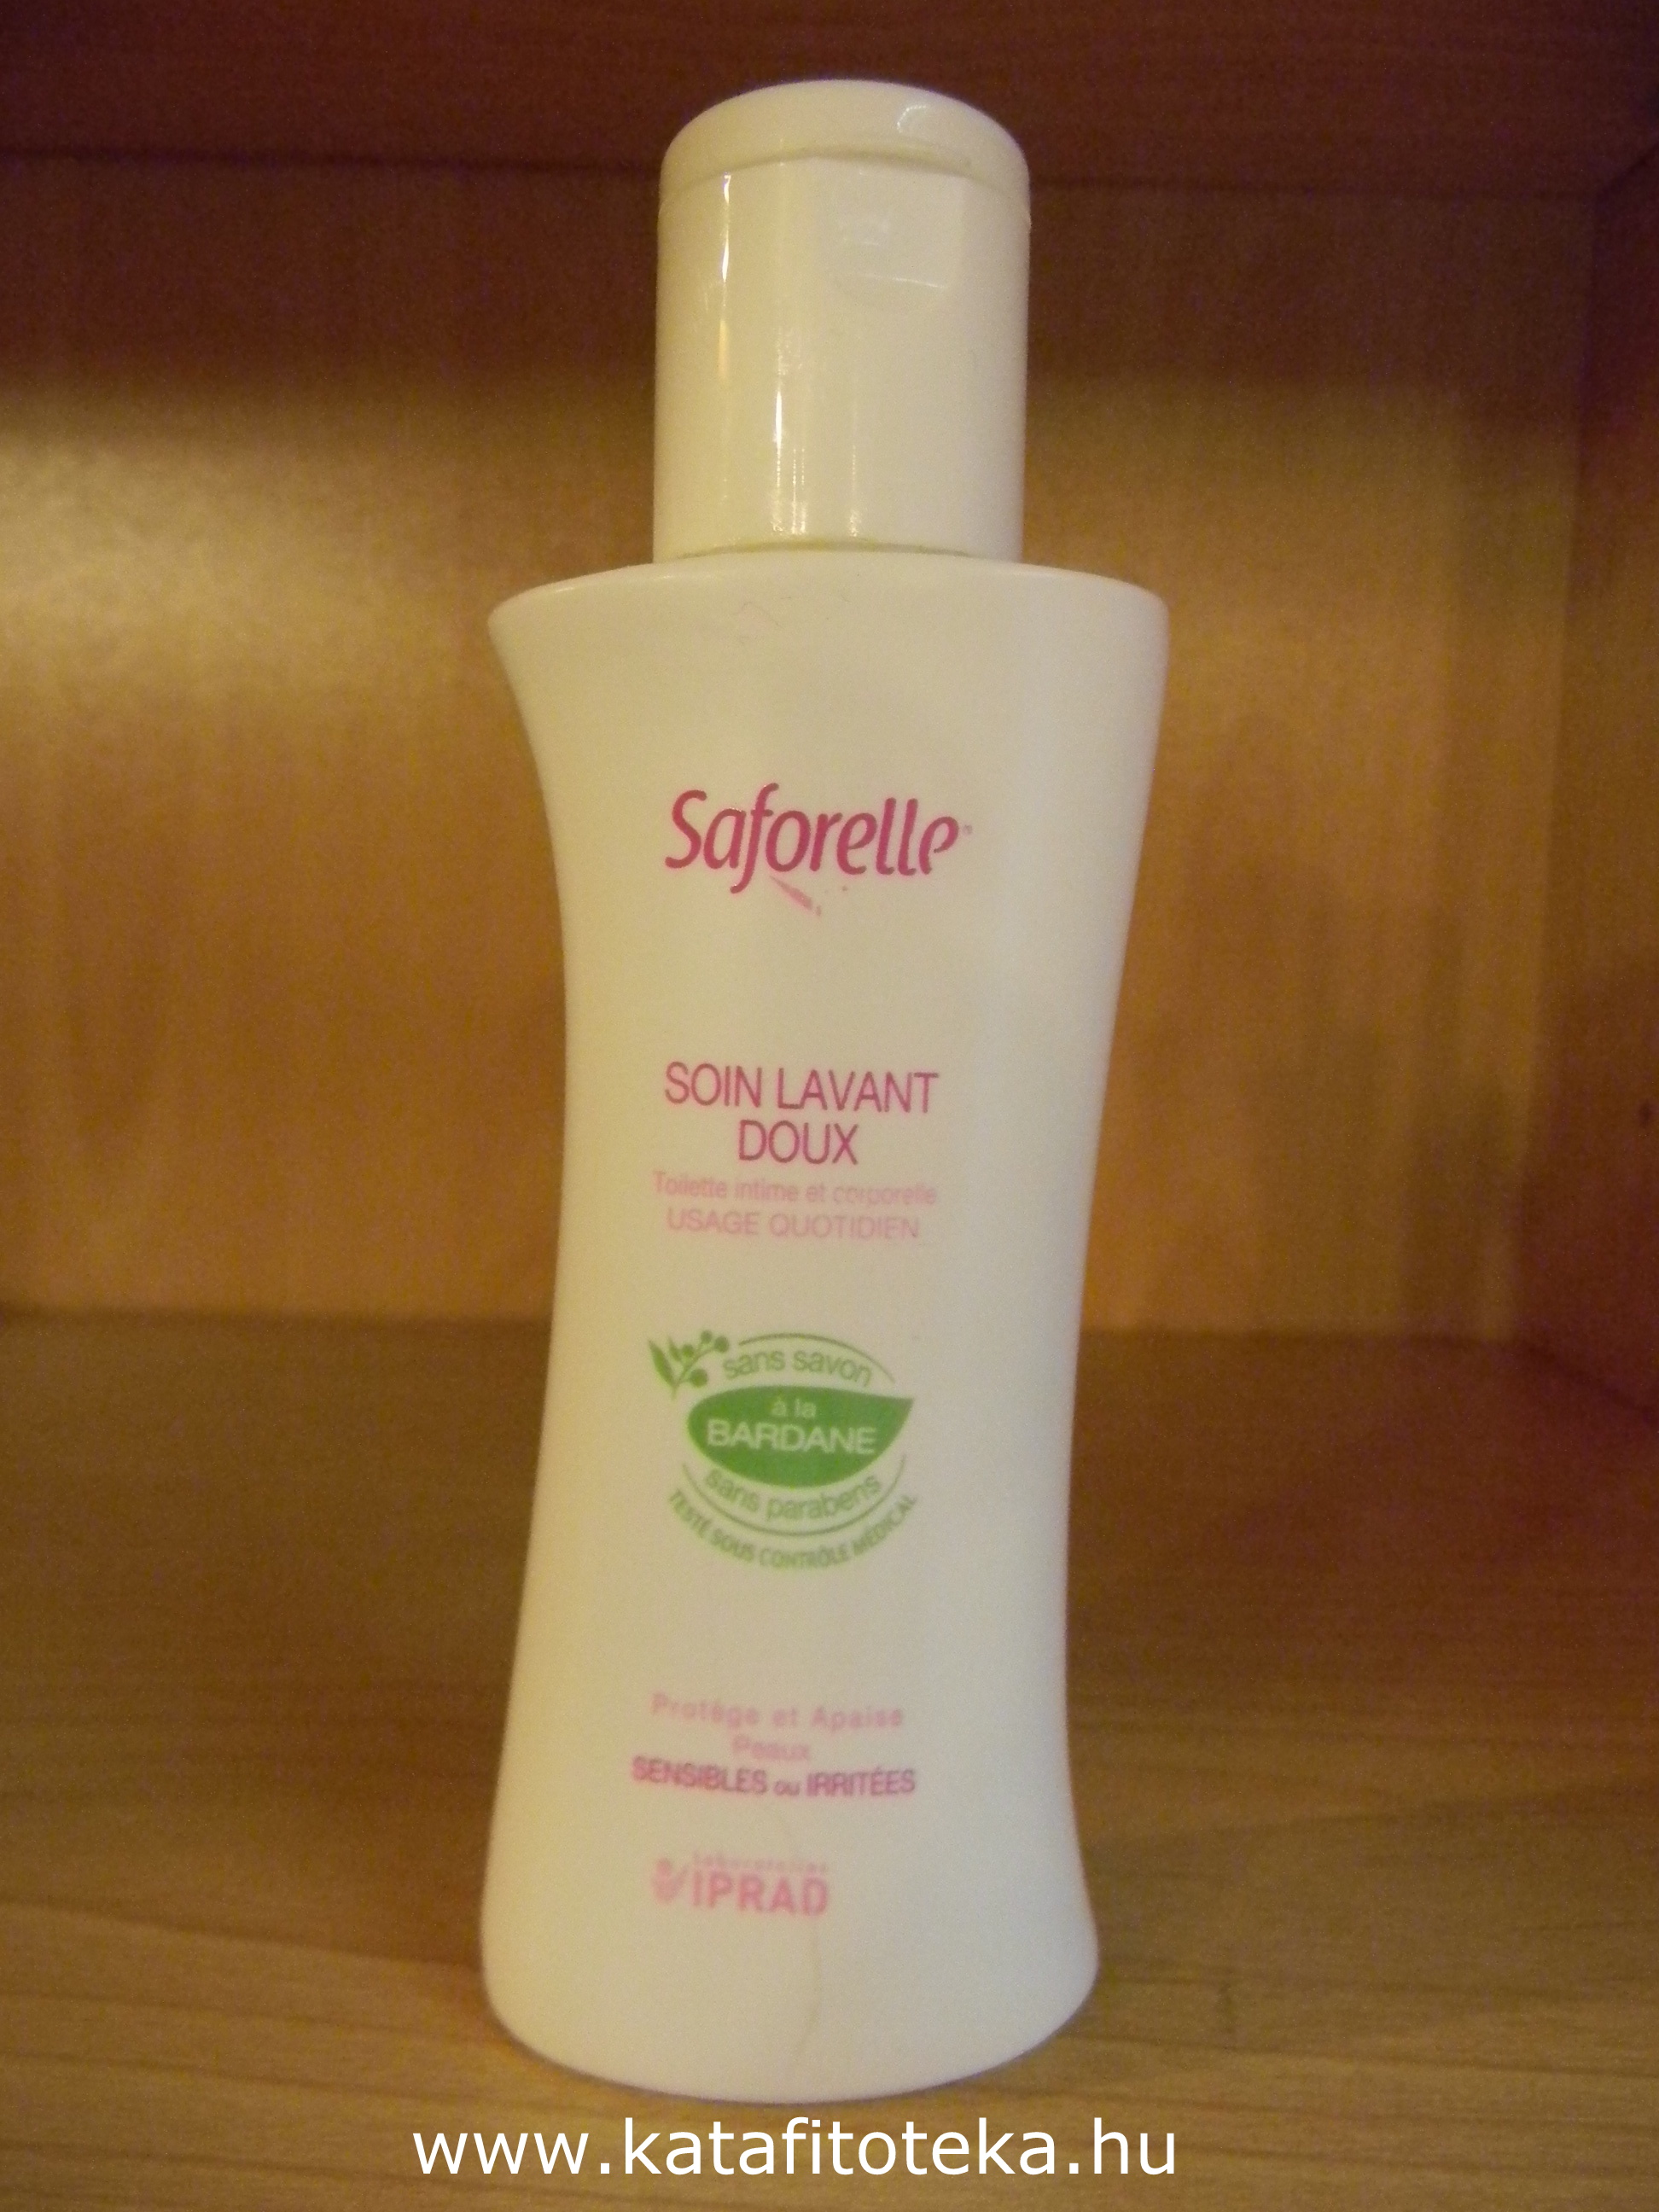 Saforelle
SOIN LAVANT
DOUX
Toilette intime et corporelle
USAGE QUOTIDIEN
sans savon
à la
BARDANE
sans parabens
TESTÉ SOUS CONTRÔLE MÉDICAL
Protège et Apaise
Peaux
SENSIBLES ou IRRITÉES
Laboratoires
IPRAD
www.katafitoteka.hu